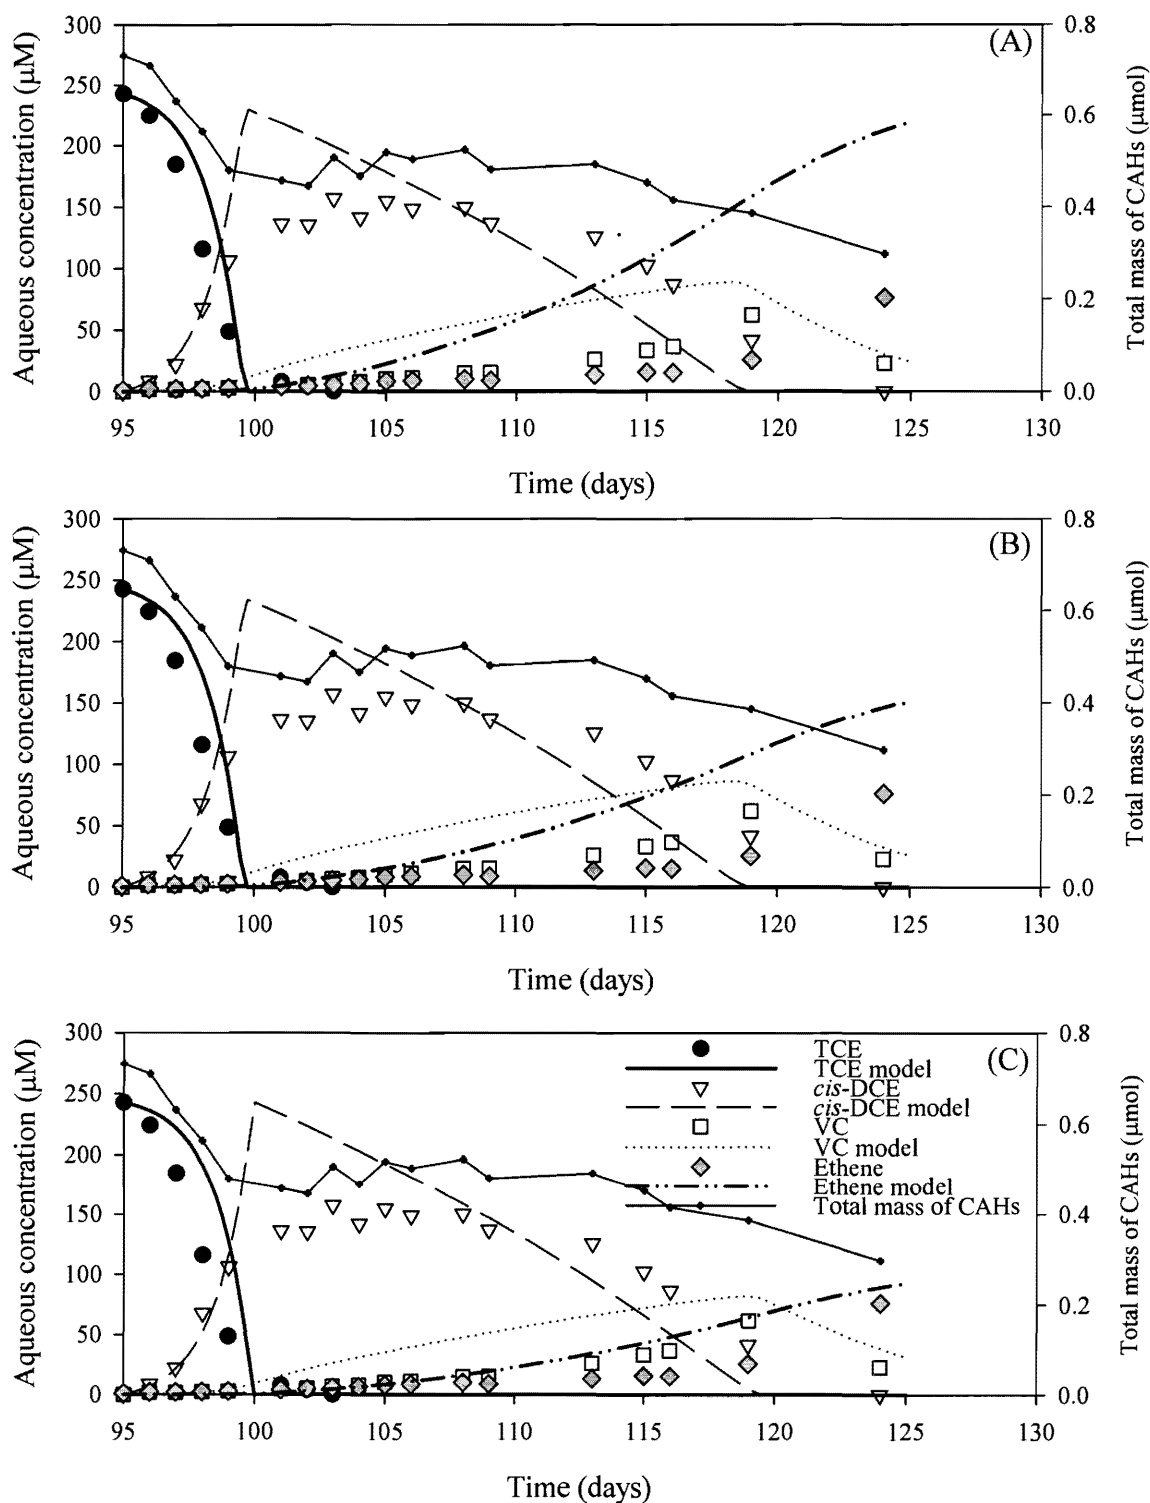 (A)
Aqueous concentration (μM)
300
250
200
150
100
50
0
0.8
0.6
0.4
0.2
0.0
Total mass of CAHs (μmol)
95 100 105 110 115 120 125 130
Time (days)
(B)
Aqueous concentration (μM)
300
250
200
150
100
50
0
0.8
0.6
0.4
0.2
0.0
Total mass of CAHs (μmol)
95 100 105 110 115 120 125 130
Time (days)
(C)
Aqueous concentration (μM)
300
250
200
150
100
50
0
TCE
TCE model
cis-DCE
cis-DCE model
VC
VC model
Ethene
Ethene model
Total mass of CAHs
0.8
0.6
0.4
0.2
0.0
Total mass of CAHs (μmol)
95 100 105 110 115 120 125 130
Time (days)